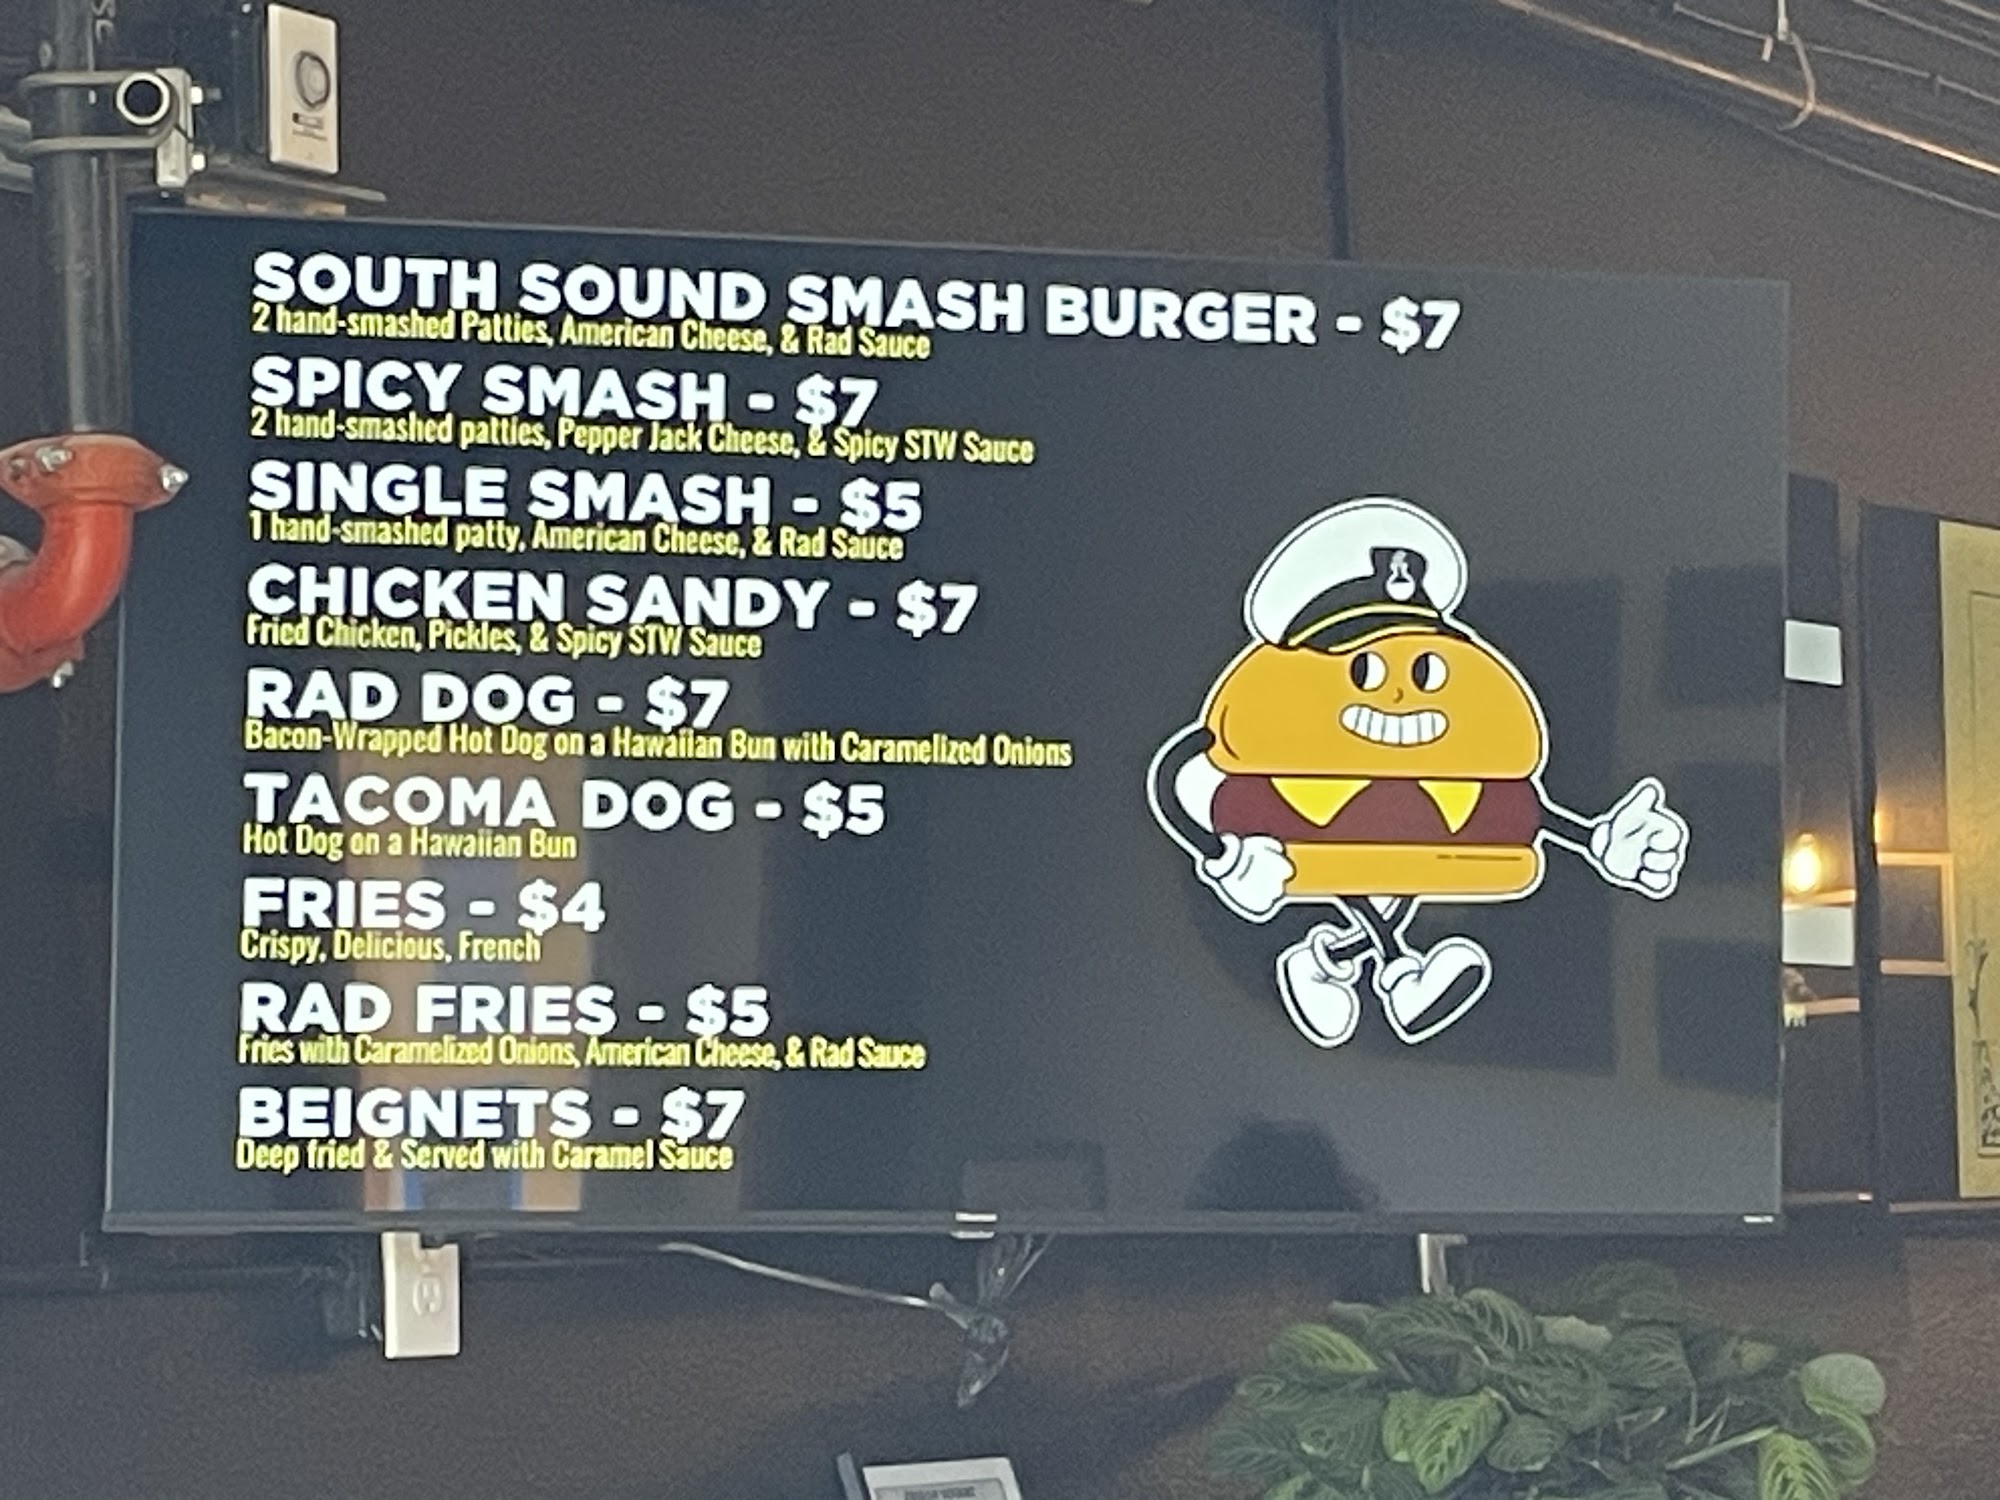 SOUTH SOUND SMASH BURGER - $7
2 hand-smashed Patties, American Cheese, & Rad Sauce
SPICY SMASH - $7
2 hand-smashed patties, Pepper Jack Cheese, & Spicy STW Sauce
SINGLE SMASH - $5
1 hand-smashed patty, American Cheese, & Rad Sauce
CHICKEN SANDY - $7
Fried Chicken, Pickles, & Spicy STW Sauce
RAD DOG - $7
Bacon-Wrapped Hot Dog on a Hawaiian Bun with Caramelized Onions
TACOMA DOG - $5
Hot Dog on a Hawaiian Bun
FRIES - $4
Crispy, Delicious, French
RAD FRIES - $5
Fries with Caramelized Onions, American Cheese, & Rad Sauce
BEIGNETS - $7
Deep fried & Served with Caramel Sauce